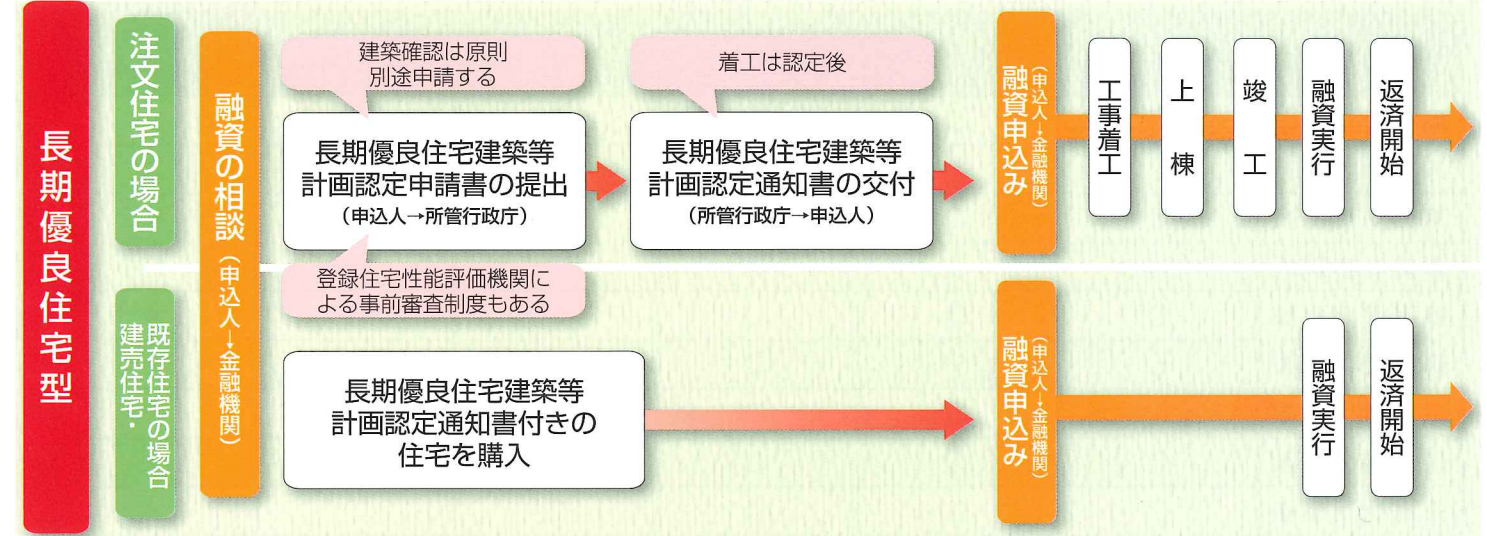 長期優良住宅型
注文住宅の場合
融資の相談（申込人→金融機関）
建築確認は原則
別途申請する
長期優良住宅建築等
計画認定申請書の提出
（申込人→所管行政庁）
登録住宅性能評価機関に
よる事前審査制度もある
着工は認定後
長期優良住宅建築等
計画認定通知書の交付
（所管行政庁→申込人）
融資申込み
（申込人→金融機関）
工事着工
上棟
竣工
融資実行
返済開始
建売住宅・
既存住宅の場合
長期優良住宅建築等
計画認定通知書付きの
住宅を購入
融資申込み
（申込人→金融機関）
融資実行
返済開始